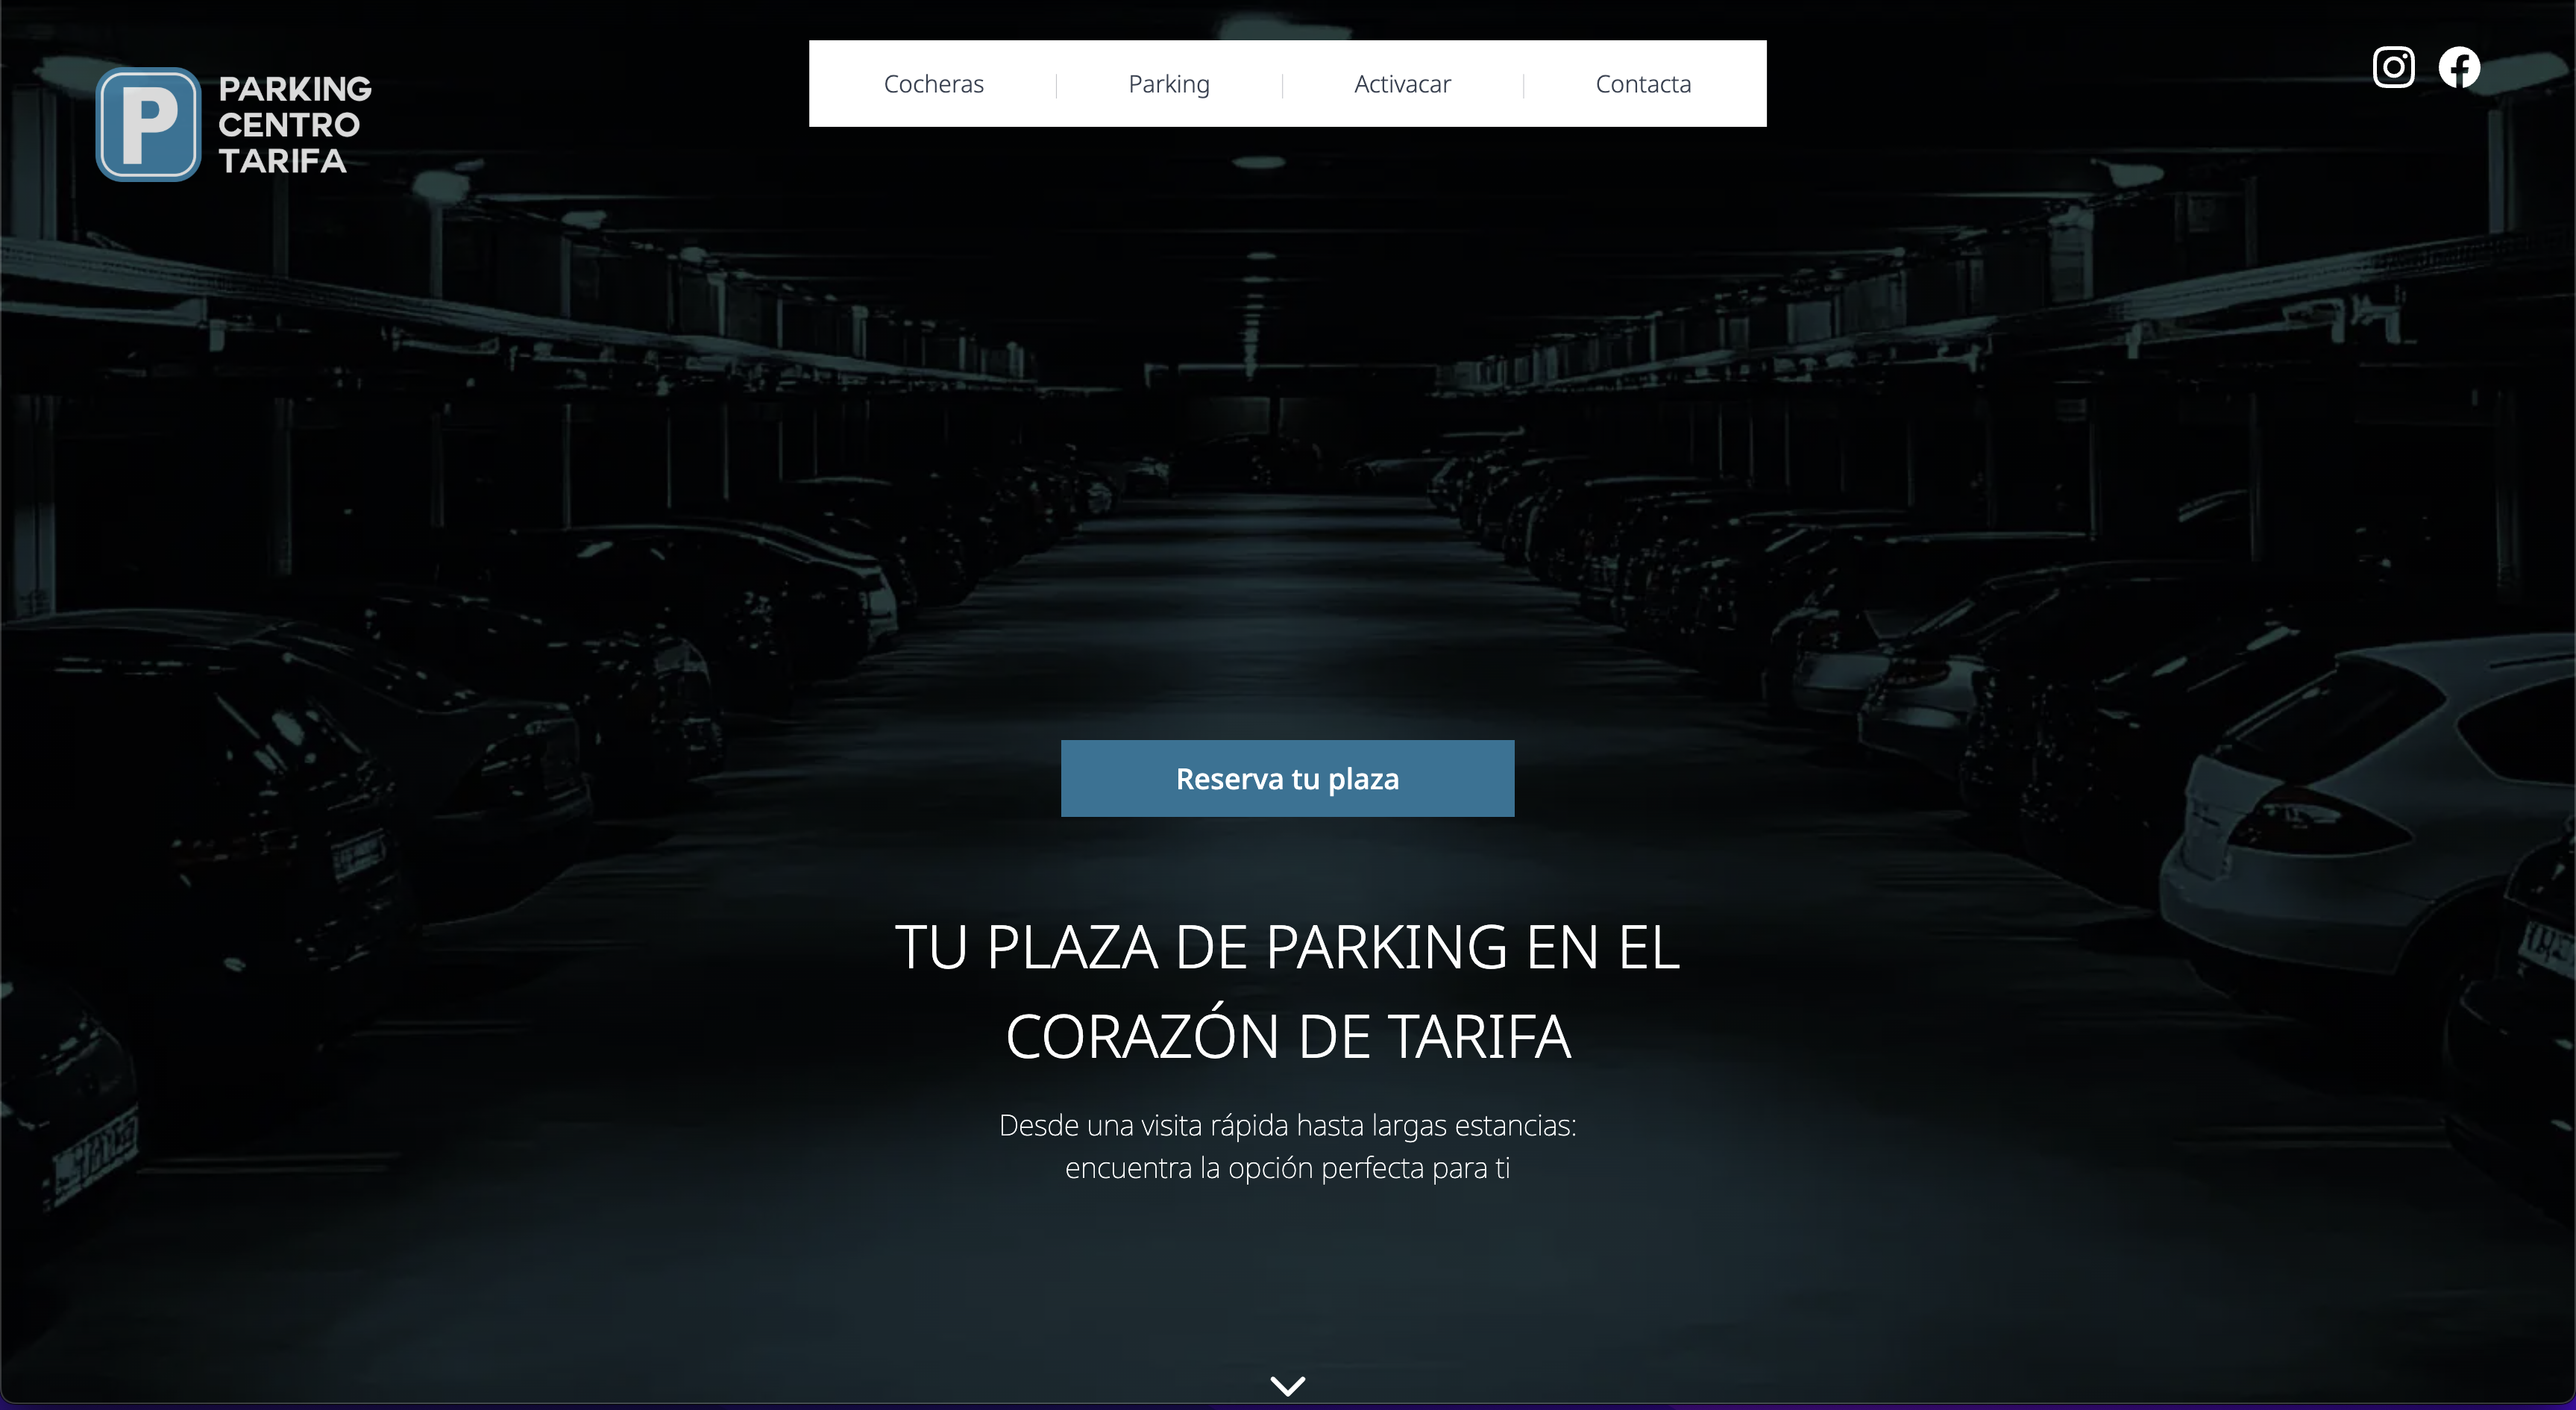 P
PARKING
CENTRO
TARIFA
Cocheras
Parking
Activacar
Contacta
Reserva tu plaza
TU PLAZA DE PARKING EN EL
CORAZÓN DE TARIFA
Desde una visita rápida hasta largas estancias:
encuentra la opción perfecta para ti